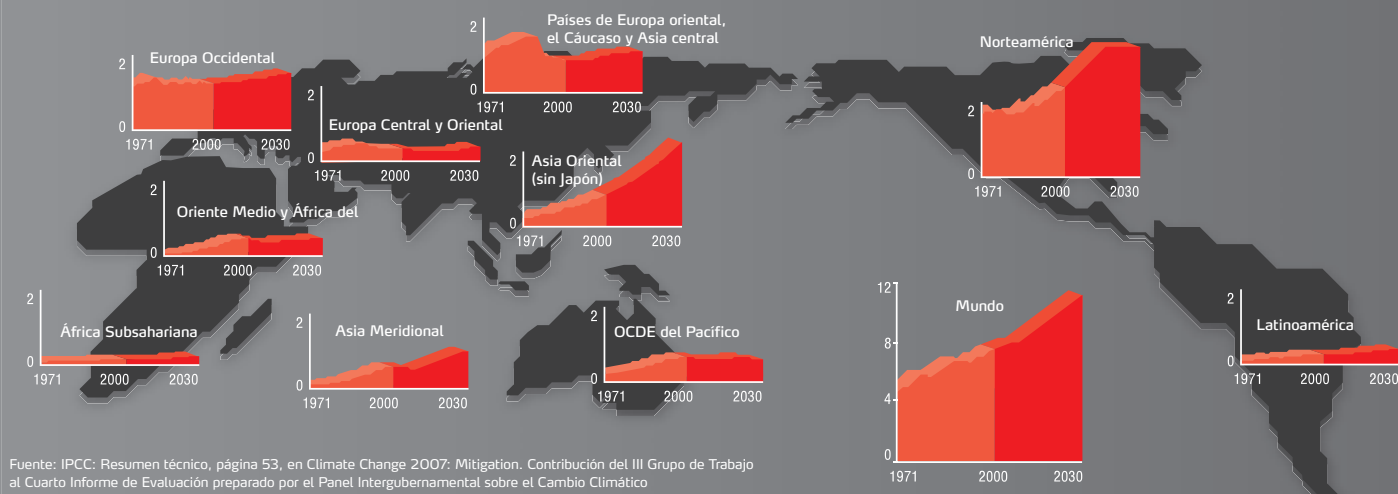 Países de Europa oriental,
el Cáucaso y Asia central
2
0
1971 2000 2030
Norteamérica
2
0
1971 2000 2030
Europa Occidental
2
0
1971 2000 2030
Europa Central y Oriental
2
0
1971 2000 2030
Asia Oriental
(sin Japón)
2
0
1971 2000 2030
Oriente Medio y África del
2
0
1971 2000 2030
África Subsahariana
2
0
1971 2000 2030
Asia Meridional
2
0
1971 2000 2030
OCDE del Pacífico
2
0
1971 2000 2030
Mundo
12
8
4
0
1971 2000 2030
Latinoamérica
2
0
1971 2000 2030
Fuente: IPCC: Resumen técnico, página 53, en Climate Change 2007: Mitigation. Contribución del III Grupo de Trabajo
al Cuarto Informe de Evaluación preparado por el Panel Intergubernamental sobre el Cambio Climático